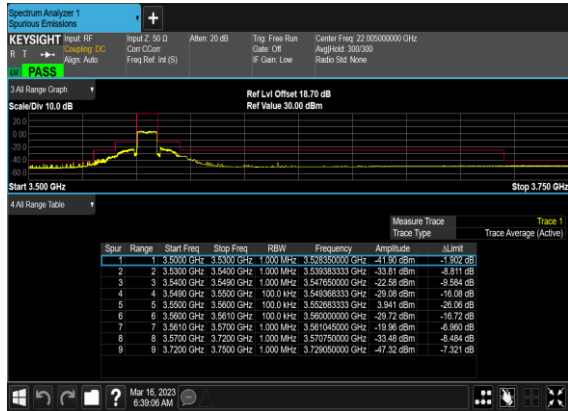 Spectrum Analyzer 1
Spurious Emissions
+
KEYSIGHT Input: RF Input Z: 50 Ω Atten: 20 dB Trig: Free Run Center Freq: 22.005000000 GHz
R T Coupling: DC Corr CCorr Gate: Off Avg|Hold: 300/300
Align: Auto Freq Ref: Int (S) IF Gain: Low Radio Std: None
PASS
3 All Range Graph Ref Lvl Offset 18.70 dB
Scale/Div 10.0 dB Ref Value 30.00 dBm
20.0
0.00
-20.0
-40.0
Start 3.500 GHz Stop 3.750 GHz
4 All Range Table
Measure Trace Trace 1
Trace Type Trace Average (Active)
Spur Range Start Freq Stop Freq RBW Frequency Amplitude ΔLimit
1 1 3.5000 GHz 3.5300 GHz 1.000 MHz 3.528350000 GHz -41.90 dBm -1.902 dB
2 2 3.5300 GHz 3.5400 GHz 1.000 MHz 3.539383333 GHz -33.81 dBm -8.811 dB
3 3 3.5400 GHz 3.5490 GHz 1.000 MHz 3.547650000 GHz -22.58 dBm -9.584 dB
4 4 3.5490 GHz 3.5500 GHz 100.0 kHz 3.549368333 GHz -29.08 dBm -16.08 dB
5 5 3.5500 GHz 3.5600 GHz 100.0 kHz 3.552683333 GHz 3.941 dBm -26.06 dB
6 6 3.5600 GHz 3.5610 GHz 100.0 kHz 3.560000000 GHz -29.72 dBm -16.72 dB
7 7 3.5610 GHz 3.5700 GHz 1.000 MHz 3.561045000 GHz -19.96 dBm -6.960 dB
8 8 3.5700 GHz 3.7200 GHz 1.000 MHz 3.570750000 GHz -33.48 dBm -8.484 dB
9 9 3.7200 GHz 3.7500 GHz 1.000 MHz 3.729050000 GHz -47.32 dBm -7.321 dB
? Mar 16, 2023
6:39:06 AM